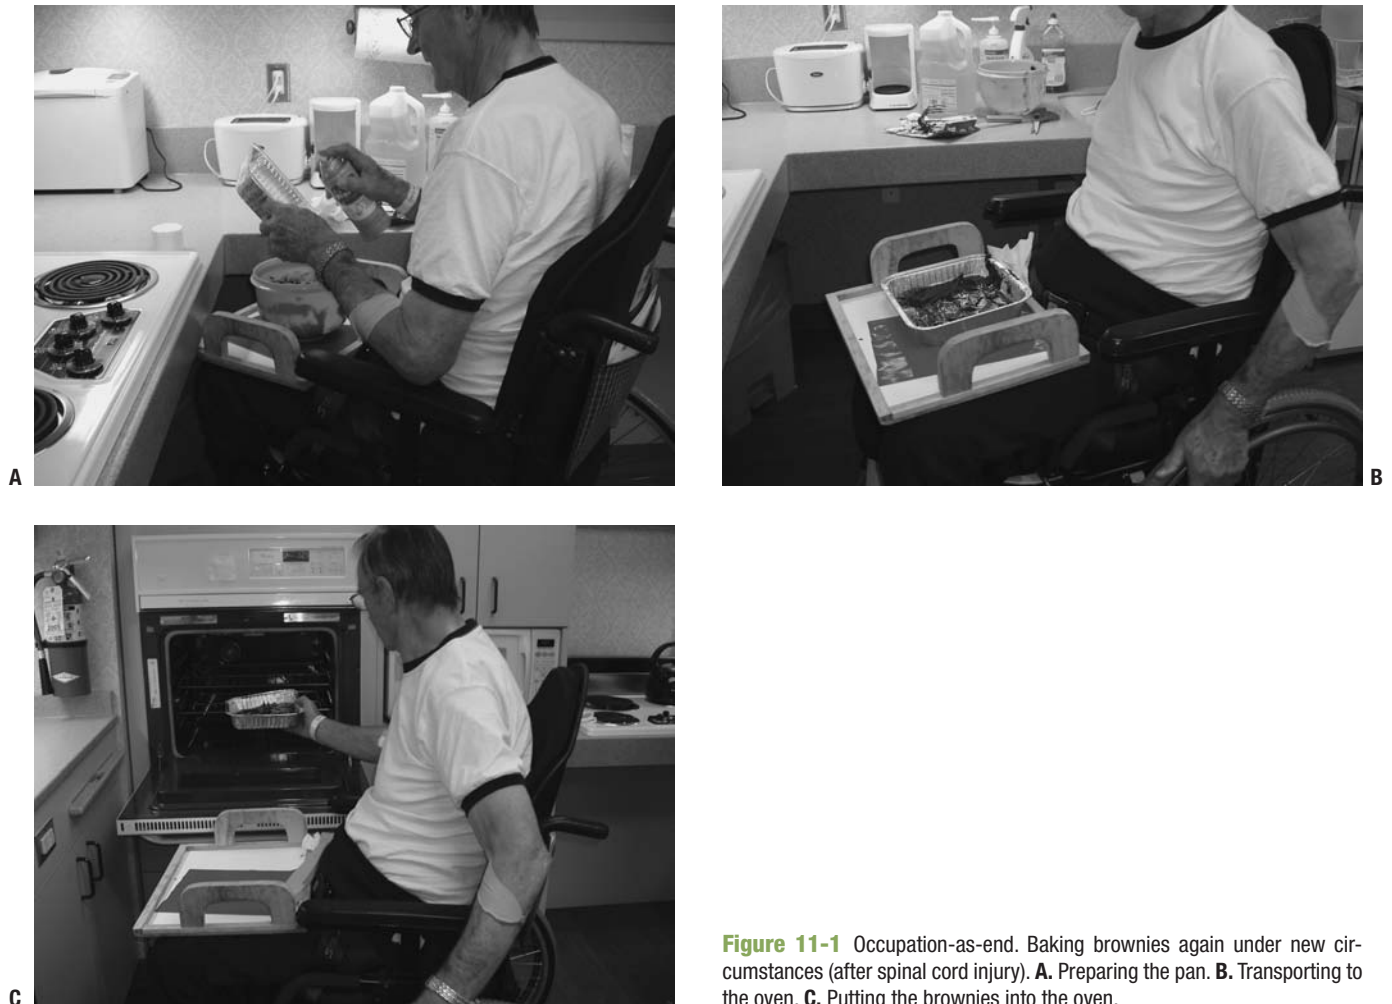 A
B
C
Figure 11-1 Occupation-as-end. Baking brownies again under new cir-
cumstances (after spinal cord injury). A. Preparing the pan. B. Transporting to
the oven. C. Putting the brownies into the oven.